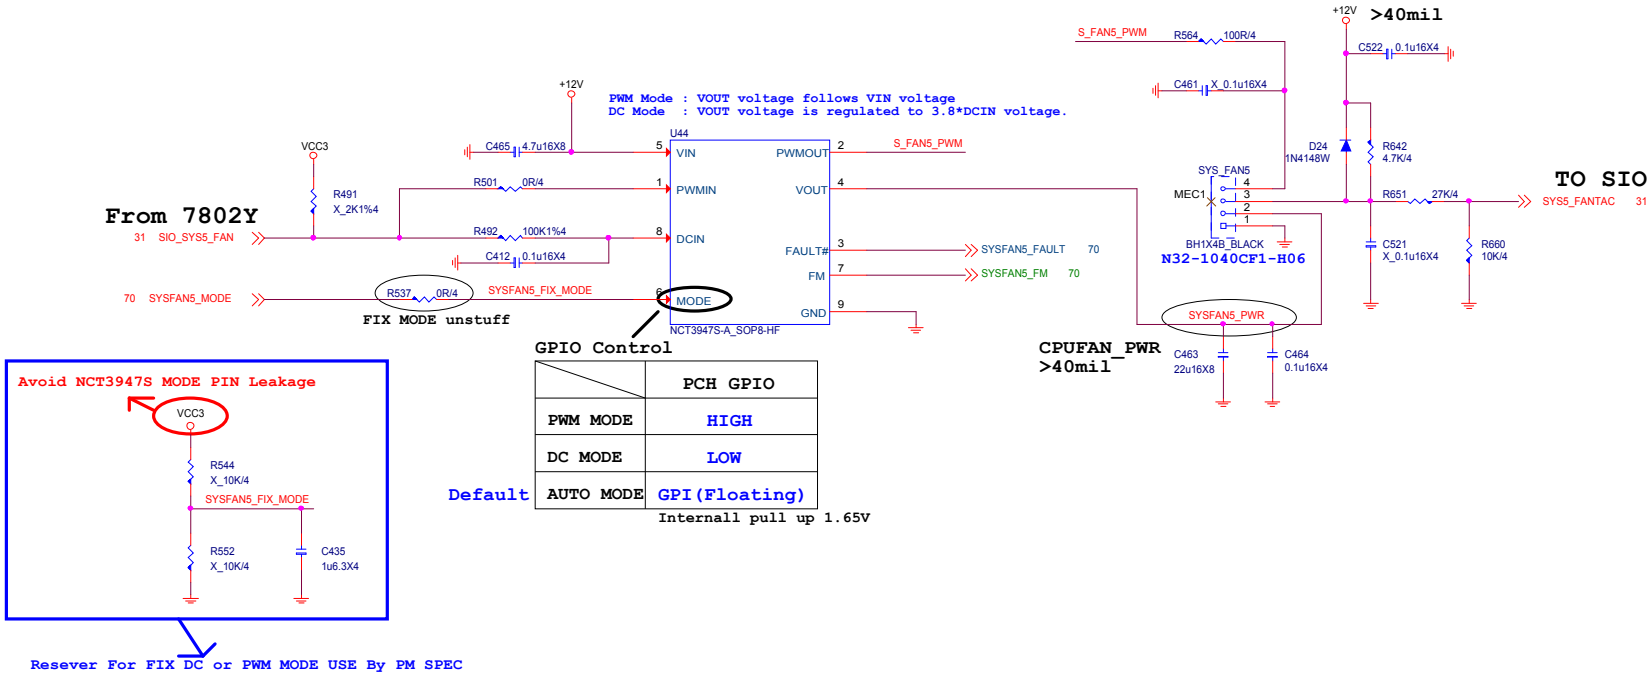 +12V >40mil
S_FAN5_PWM R564 100R/4
C522 0.1u16X4
+12V
C461 X_0.1u16X4
PWM Mode : VOUT voltage follows VIN voltage
DC Mode : VOUT voltage is regulated to 3.8*DCIN voltage.
U44
VCC3
C465 4.7u16X8 5 VIN PWMOUT 2 S_FAN5_PWM
D24
1N4148W
R642
4.7K/4
R501 0R/4 1 PWMIN VOUT 4
SYS_FAN5
MEC1
4
3
2
1
R491
X_2K1%4
R651 27K/4
TO SIO
SYS5_FANTAC 31
From 7802Y
31 SIO_SYS5_FAN
R492 100K1%4 8 DCIN
FAULT# 3 SYSFAN5_FAULT 70
C412 0.1u16X4
BH1X4B_BLACK
N32-1040CF1-H06
C521
X_0.1u16X4
R660
10K/4
FM 7 SYSFAN5_FM 70
70 SYSFAN5_MODE R537 0R/4 SYSFAN5_FIX_MODE 6 MODE
GND 9
FIX MODE unstuff
NCT3947S-A_SOP8-HF
SYSFAN5_PWR
GPIO Control
CPUFAN_PWR
>40mil
C463
22u16X8
C464
0.1u16X4
PCH GPIO
PWM MODE HIGH
DC MODE LOW
Default AUTO MODE GPI(Floating)
Internall pull up 1.65V
Avoid NCT3947S MODE PIN Leakage
VCC3
R544
X_10K/4
SYSFAN5_FIX_MODE
R552
X_10K/4
C435
1u6.3X4
Resever For FIX DC or PWM MODE USE By PM SPEC